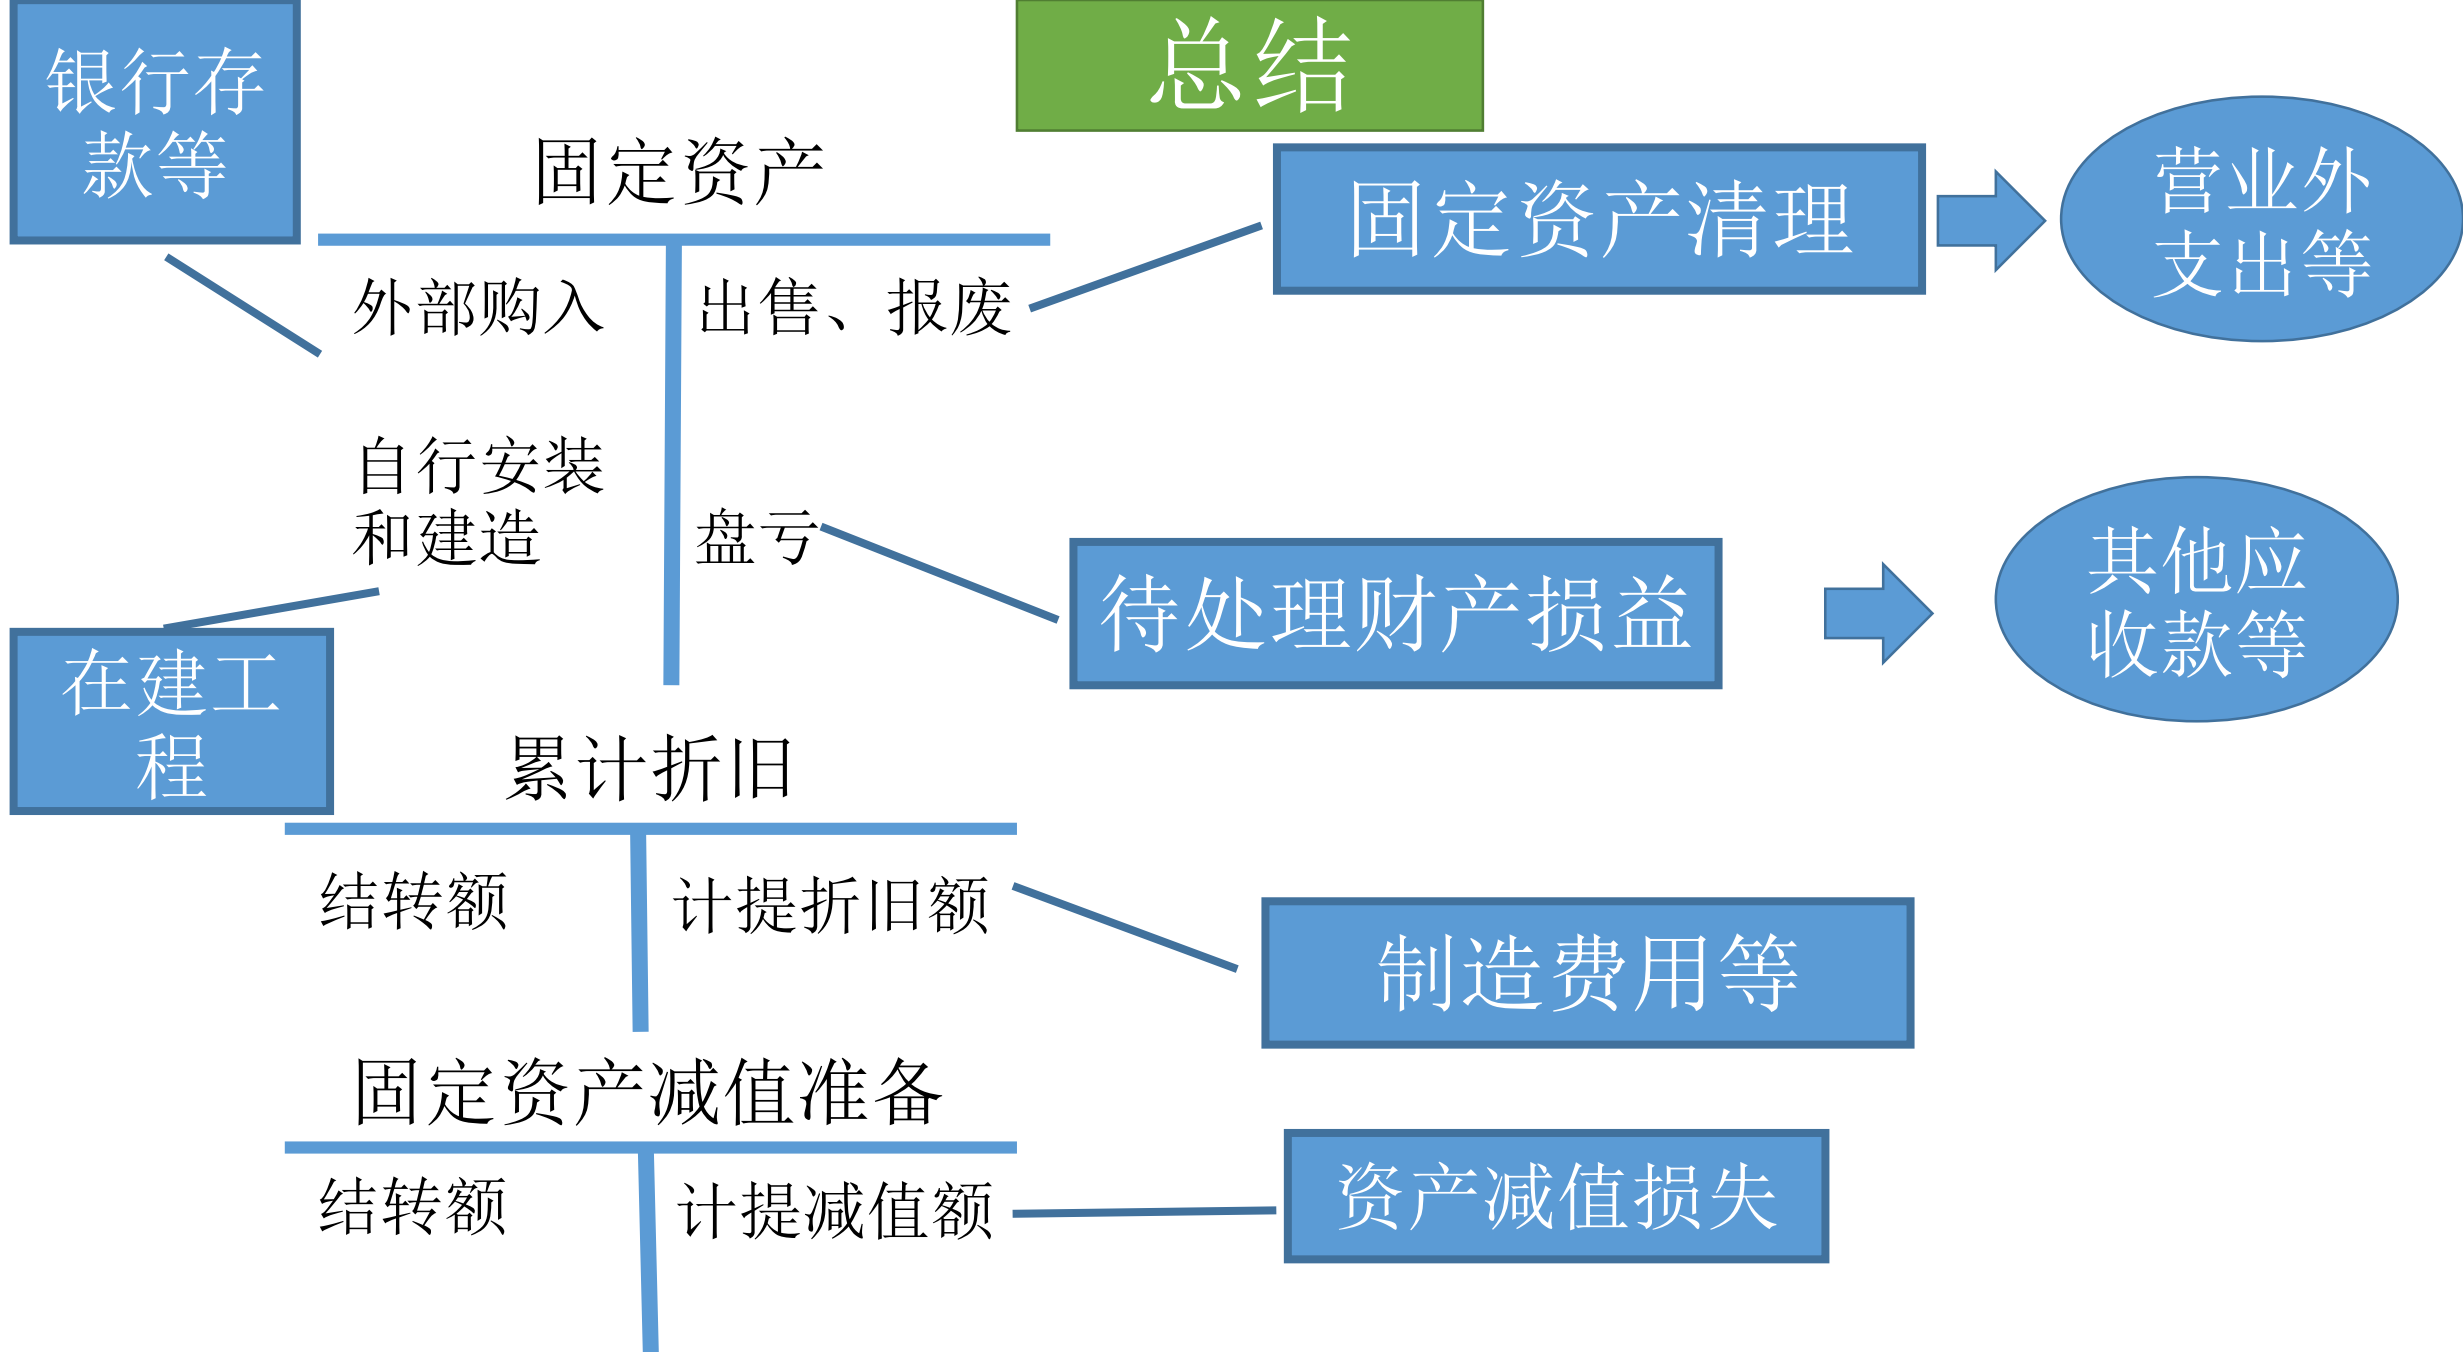 总结
银行存
款等
固定资产
固定资产清理
营业外
支出等
外部购入
出售、报废
自行安装
和建造
盘亏
待处理财产损益
其他应
收款等
在建工
程
累计折旧
结转额
计提折旧额
制造费用等
固定资产减值准备
结转额
计提减值额
资产减值损失